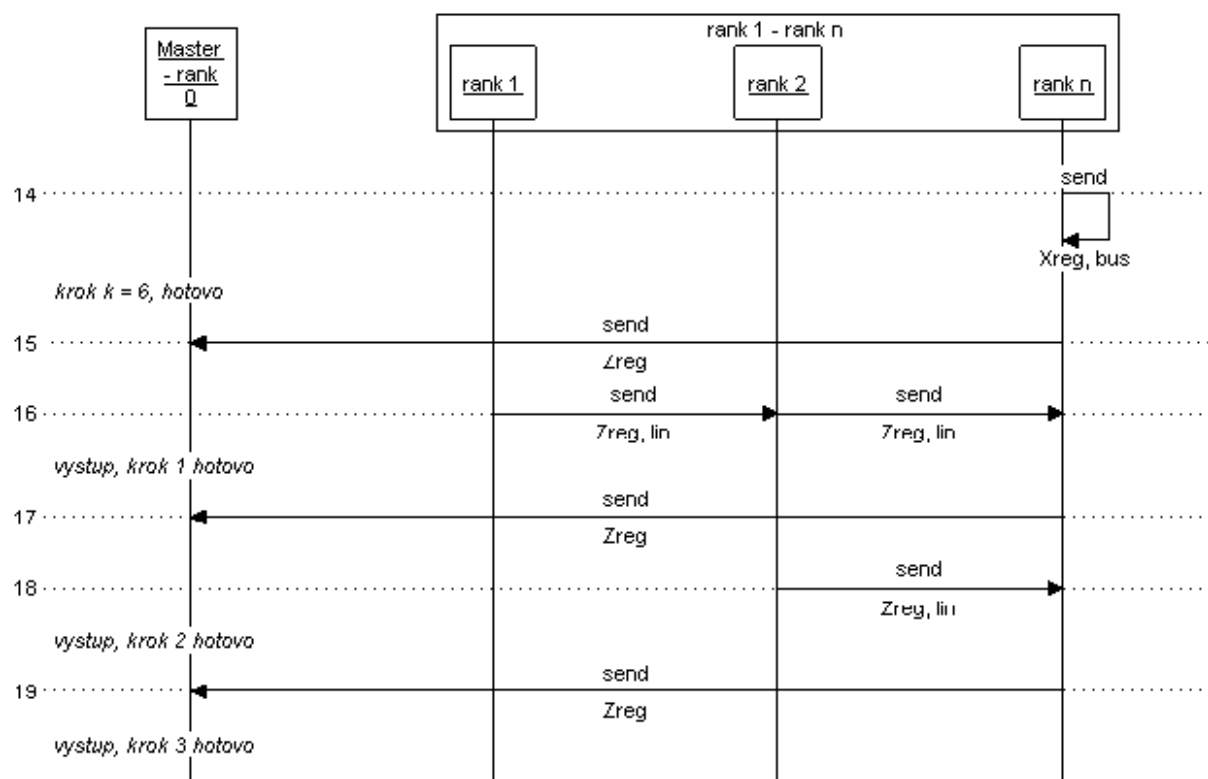 rank 1 - rank n
Master
- rank
0
rank 1
rank 2
rank n
14
send
Xreg, bus
krok k = 6, hotovo
send
15
Zreg
send
send
16
Zreg, lin
Zreg, lin
vystup, krok 1 hotovo
send
17
Zreg
send
18
Zreg, lin
vystup, krok 2 hotovo
send
19
Zreg
vystup, krok 3 hotovo